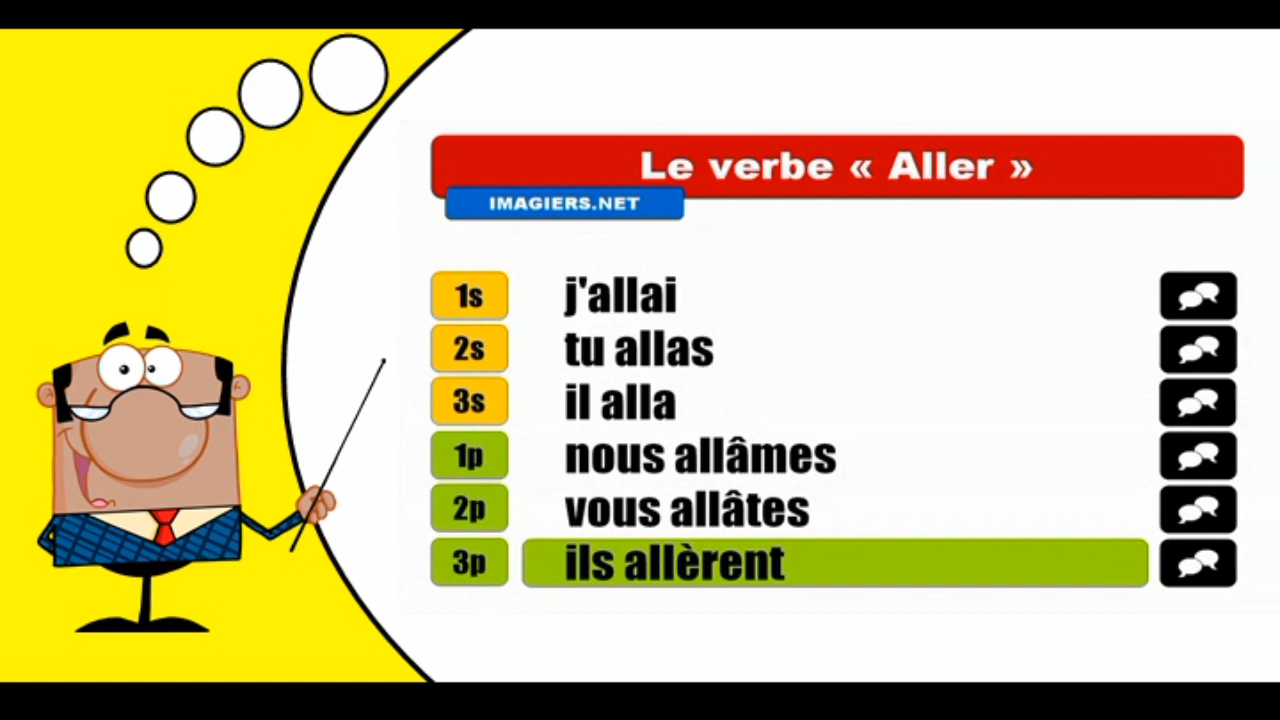 Le verbe « Aller »
IMAGIERS.NET
1s j'allai
2s tu allas
3s il alla
1p nous allâmes
2p vous allâtes
3p ils allèrent